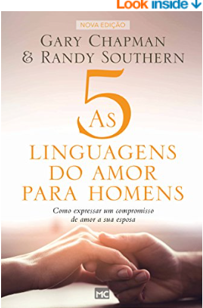 Look inside
NOVA EDIÇÃO
GARY CHAPMAN
& RANDY SOUTHERN
AS
5
LINGUAGENS
DO AMOR
PARA HOMENS
Como expressar um compromisso
de amor a sua esposa
MC